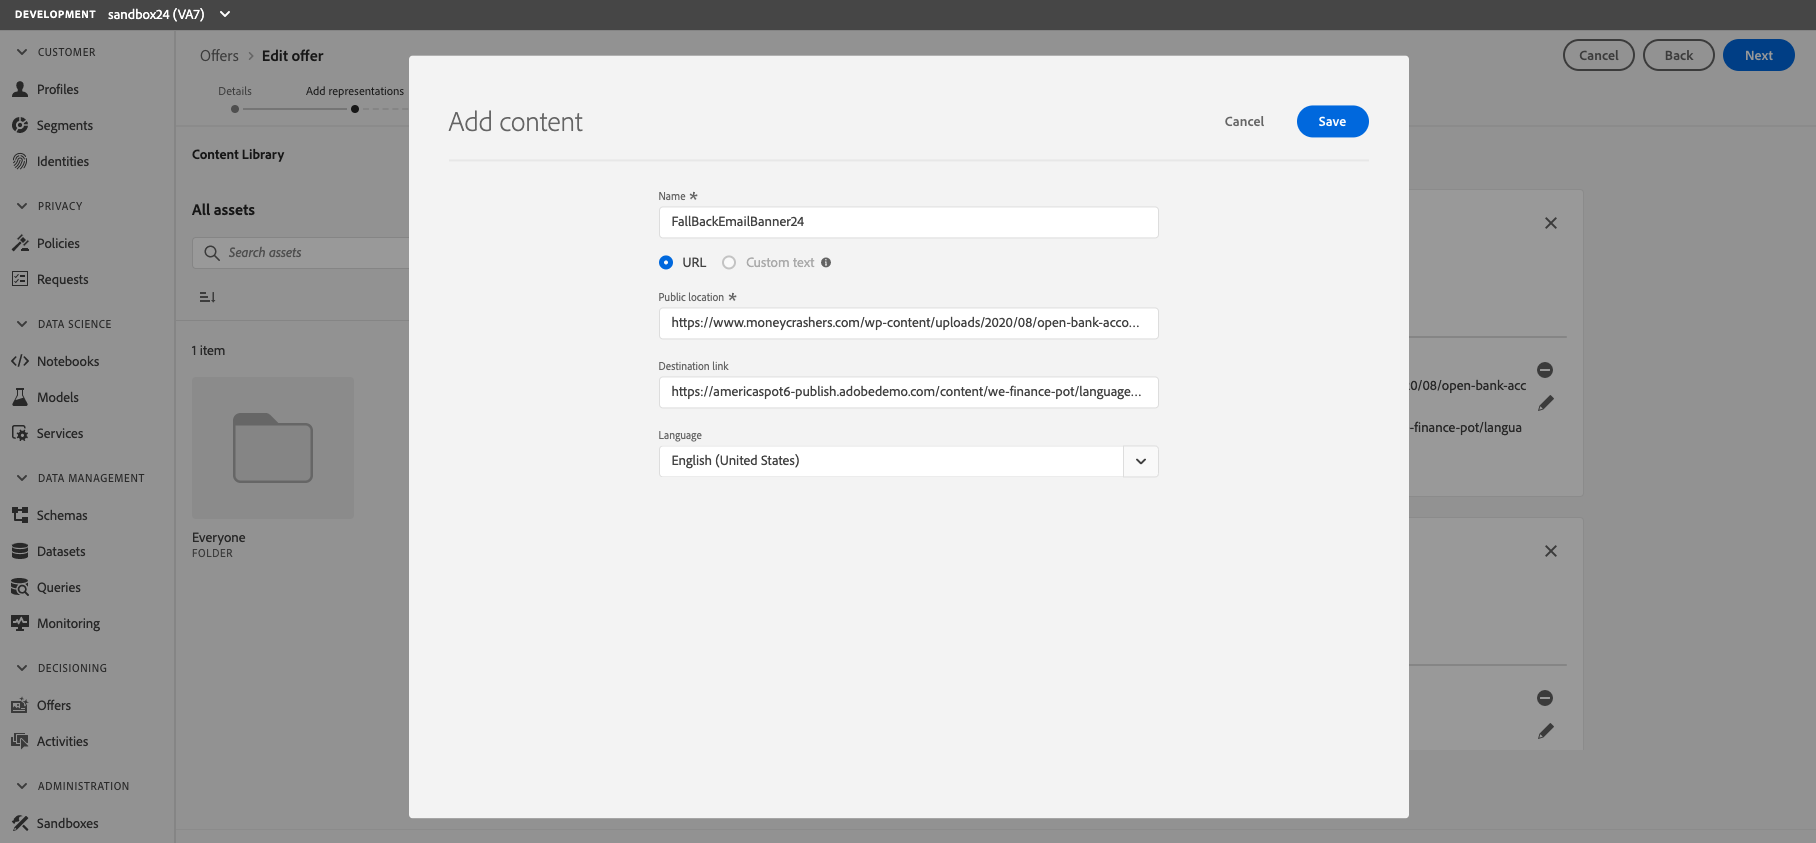 DEVELOPMENT sandbox24 (VA7)
CUSTOMER
Profiles
Segments
Identities
PRIVACY
Policies
Requests
DATA SCIENCE
Notebooks
Models
Services
DATA MANAGEMENT
Schemas
Datasets
Queries
Monitoring
DECISIONING
Offers
Activities
ADMINISTRATION
Sandboxes
Offers > Edit offer
Cancel Back Next
Details Add representations
Content Library
All assets
Search assets
1 item
Everyone
FOLDER
Add content
Cancel Save
Name *
FallBackEmailBanner24
URL Custom text
Public location *
https://www.moneycrashers.com/wp-content/uploads/2020/08/open-bank-acco...
Destination link
https://americaspot6-publish.adobedemo.com/content/we-finance-pot/language...
Language
English (United States)
20/08/open-bank-acc
-finance-pot/langua